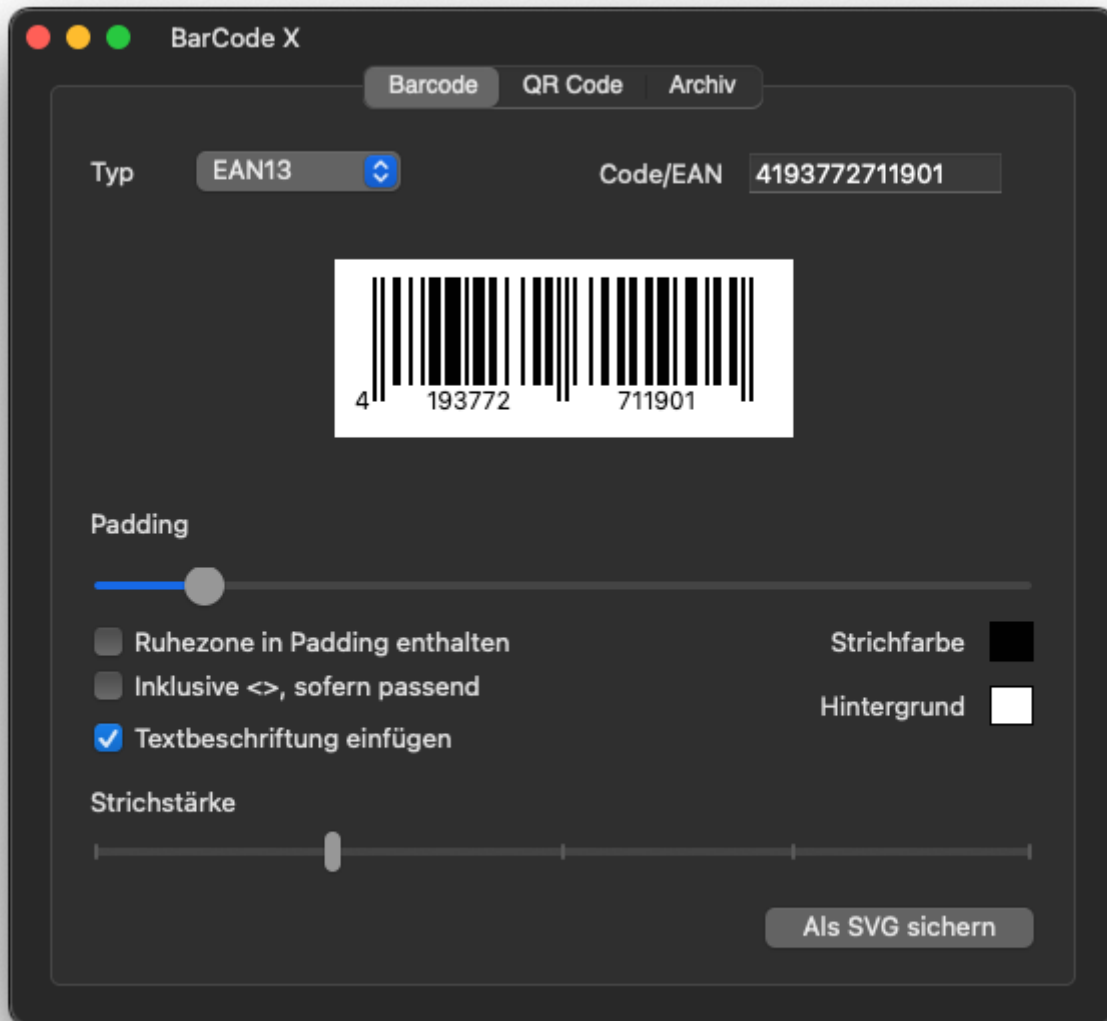 BarCode X
Barcode QR Code Archiv
Typ EAN13 Code/EAN 4193772711901
4 193772 711901
Padding
Ruhezone in Padding enthalten Strichfarbe
Inklusive <>, sofern passend
Hintergrund
Textbeschriftung einfügen
Strichstärke
Als SVG sichern